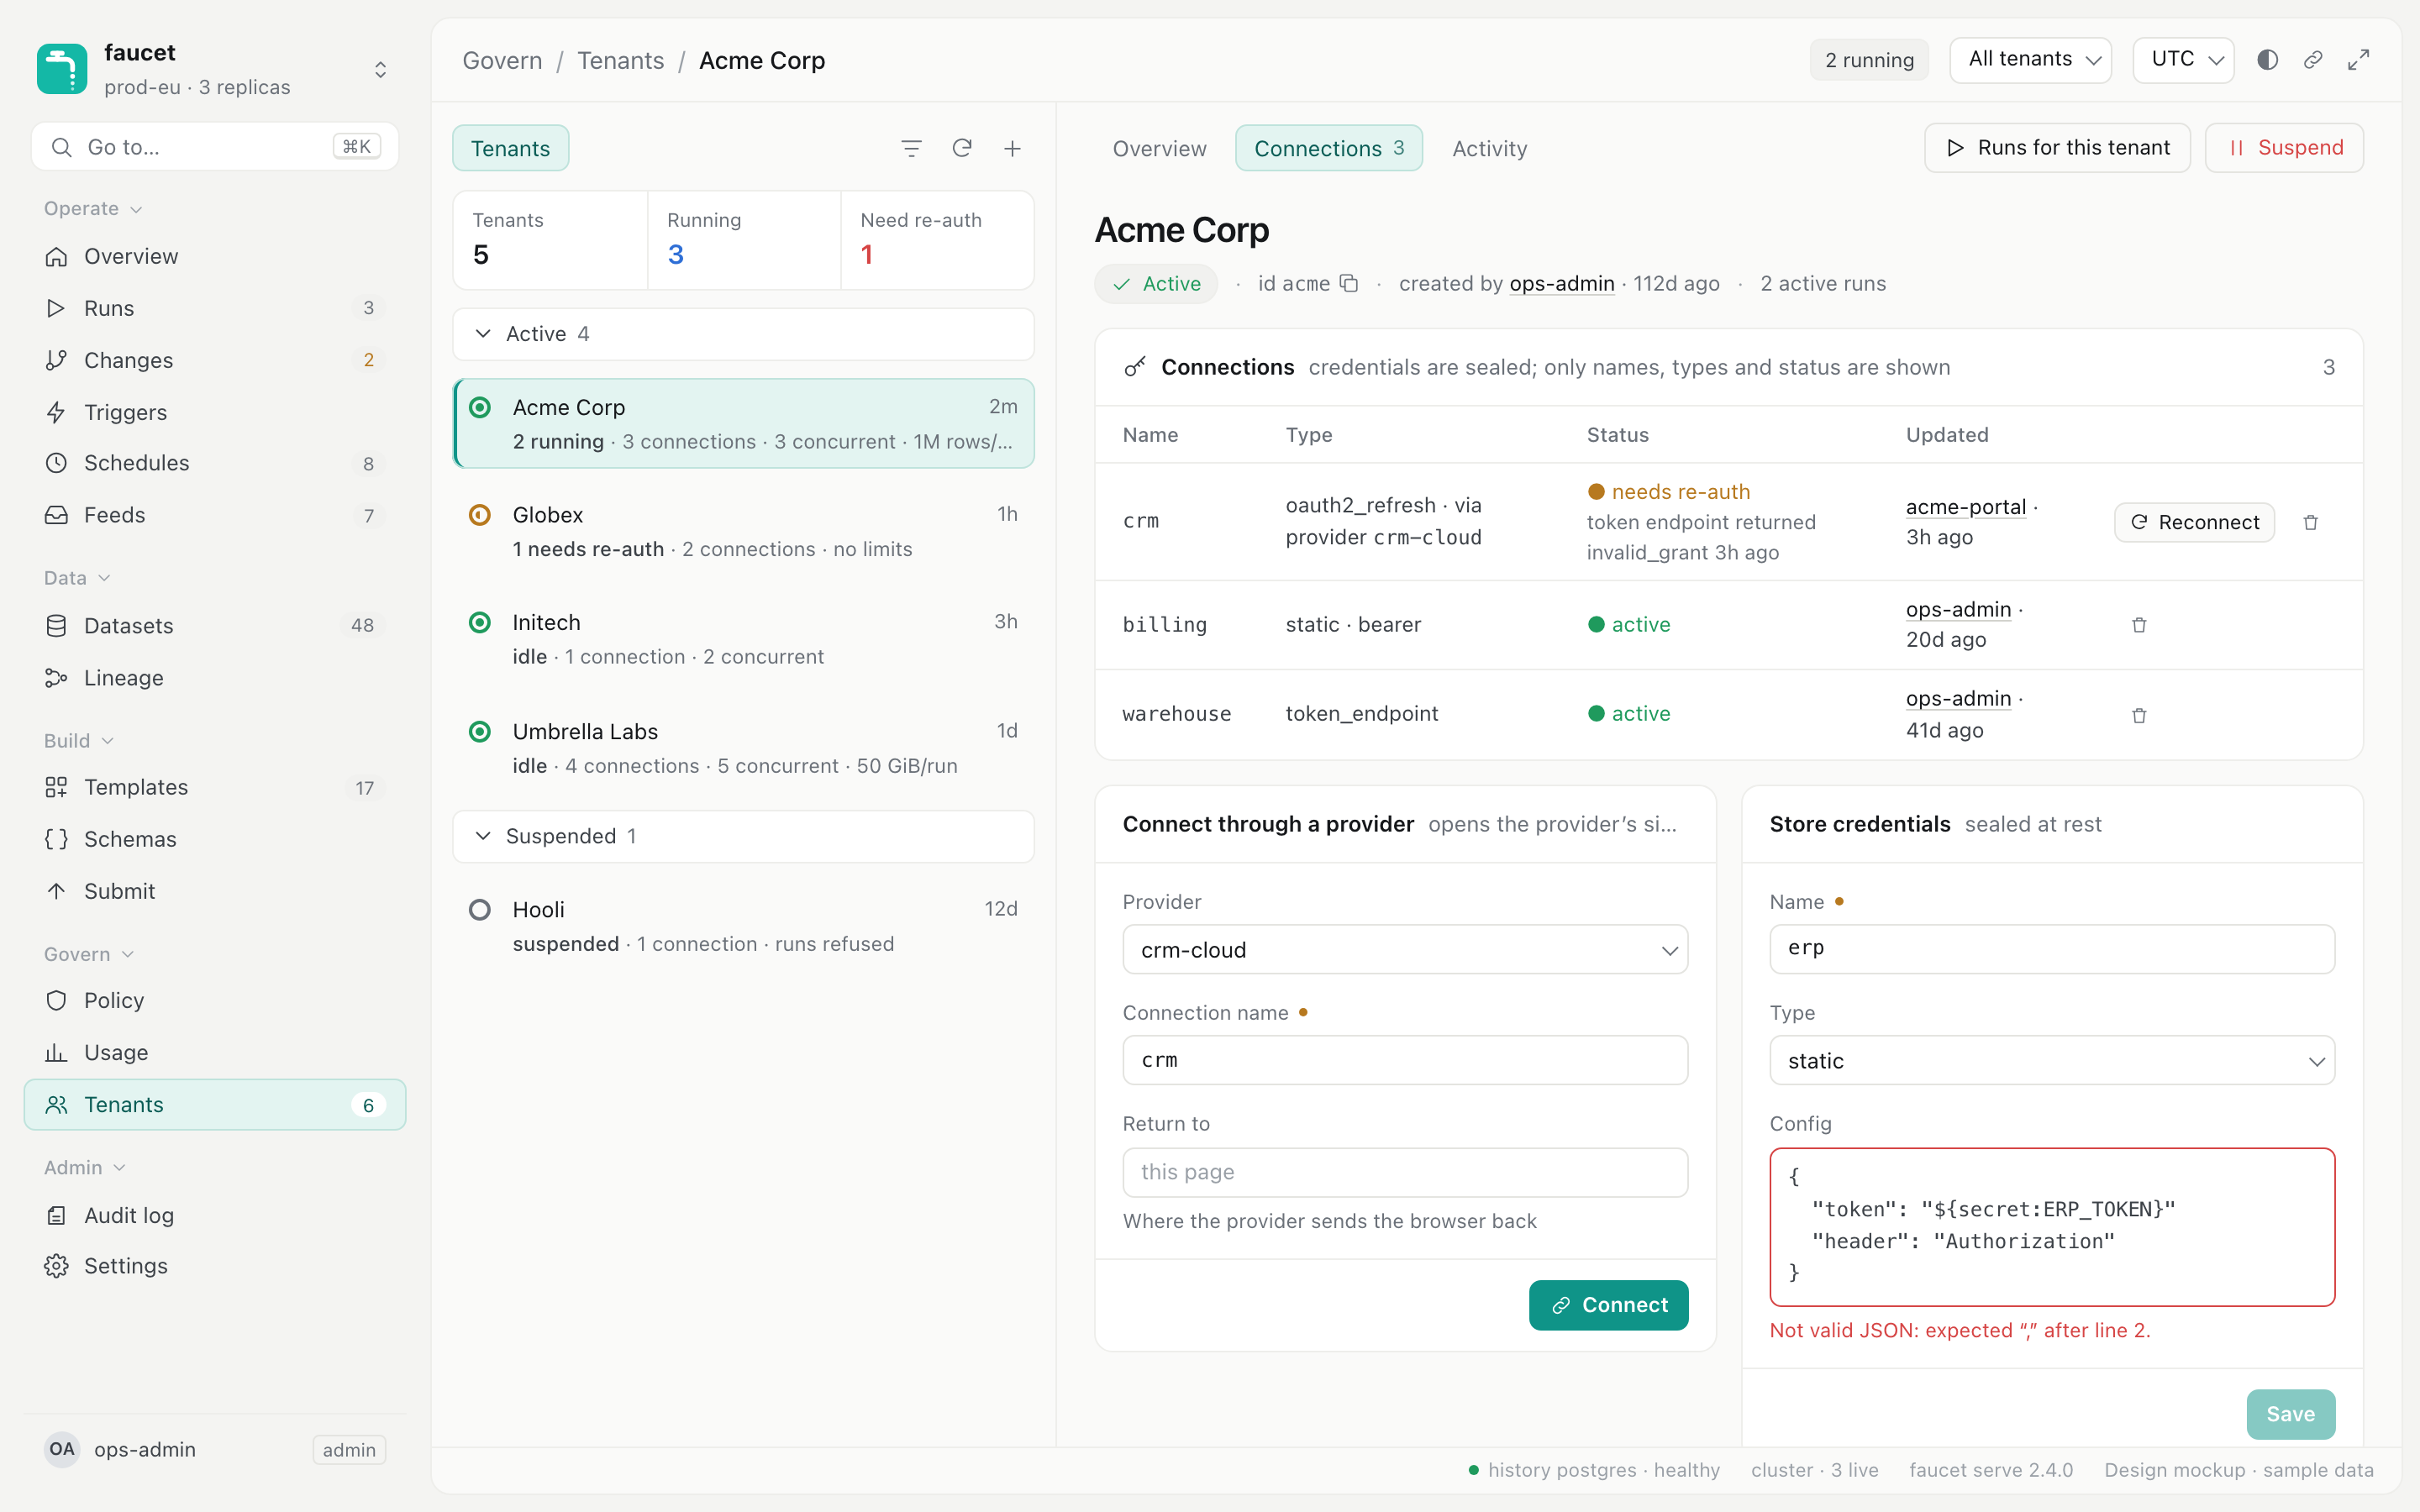 faucet
prod-eu · 3 replicas
Go to...
⌘K
Operate
Overview
Runs 3
Changes 2
Triggers
Schedules 8
Feeds 7
Data
Datasets 48
Lineage
Build
Templates 17
Schemas
Submit
Govern
Policy
Usage
Tenants 6
Admin
Audit log
Settings
OA ops-admin admin
Govern / Tenants / Acme Corp
2 running
All tenants
UTC
Tenants
Tenants
5
Running
3
Need re-auth
1
Active 4
Acme Corp 2m
2 running · 3 connections · 3 concurrent · 1M rows/...
Globex 1h
1 needs re-auth · 2 connections · no limits
Initech 3h
idle · 1 connection · 2 concurrent
Umbrella Labs 1d
idle · 4 connections · 5 concurrent · 50 GiB/run
Suspended 1
Hooli 12d
suspended · 1 connection · runs refused
Overview
Connections 3
Activity
Runs for this tenant
Suspend
Acme Corp
Active · id acme · created by ops-admin · 112d ago · 2 active runs
Connections credentials are sealed; only names, types and status are shown 3
Name Type Status Updated
crm
oauth2_refresh · via
provider crm-cloud
needs re-auth
token endpoint returned
invalid_grant 3h ago
acme-portal ·
3h ago
Reconnect
billing
static · bearer
active
ops-admin ·
20d ago
warehouse
token_endpoint
active
ops-admin ·
41d ago
Connect through a provider opens the provider’s si...
Provider
crm-cloud
Connection name
crm
Return to
this page
Where the provider sends the browser back
Connect
Store credentials sealed at rest
Name
erp
Type
static
Config
{
"token": "${secret:ERP_TOKEN}"
"header": "Authorization"
}
Not valid JSON: expected “,” after line 2.
Save
history postgres · healthy
cluster · 3 live
faucet serve 2.4.0
Design mockup · sample data